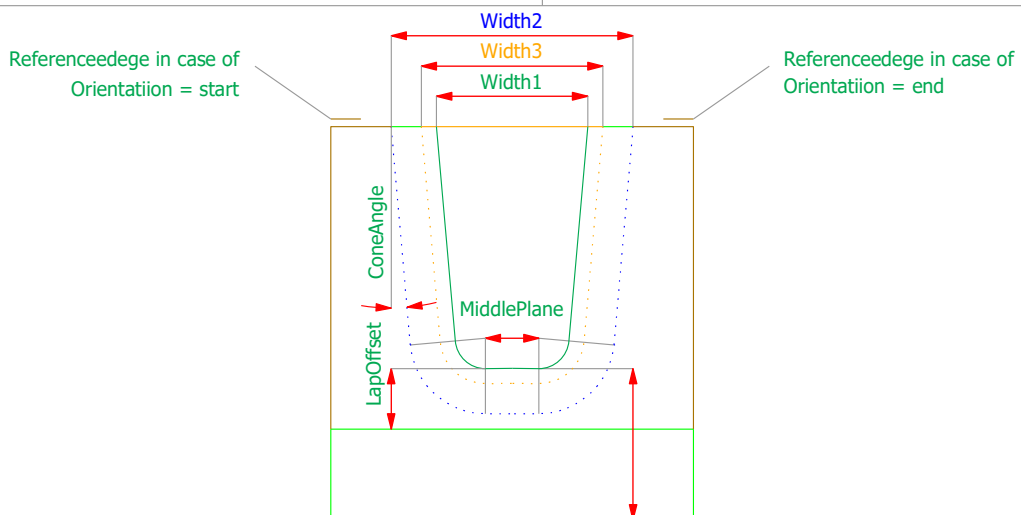 Width2
Width3
Width1
Referenceedege in case of
Orientatiion = start
Referenceedege in case of
Orientatiion = end
ConeAngle
MiddlePlane
LapOffset